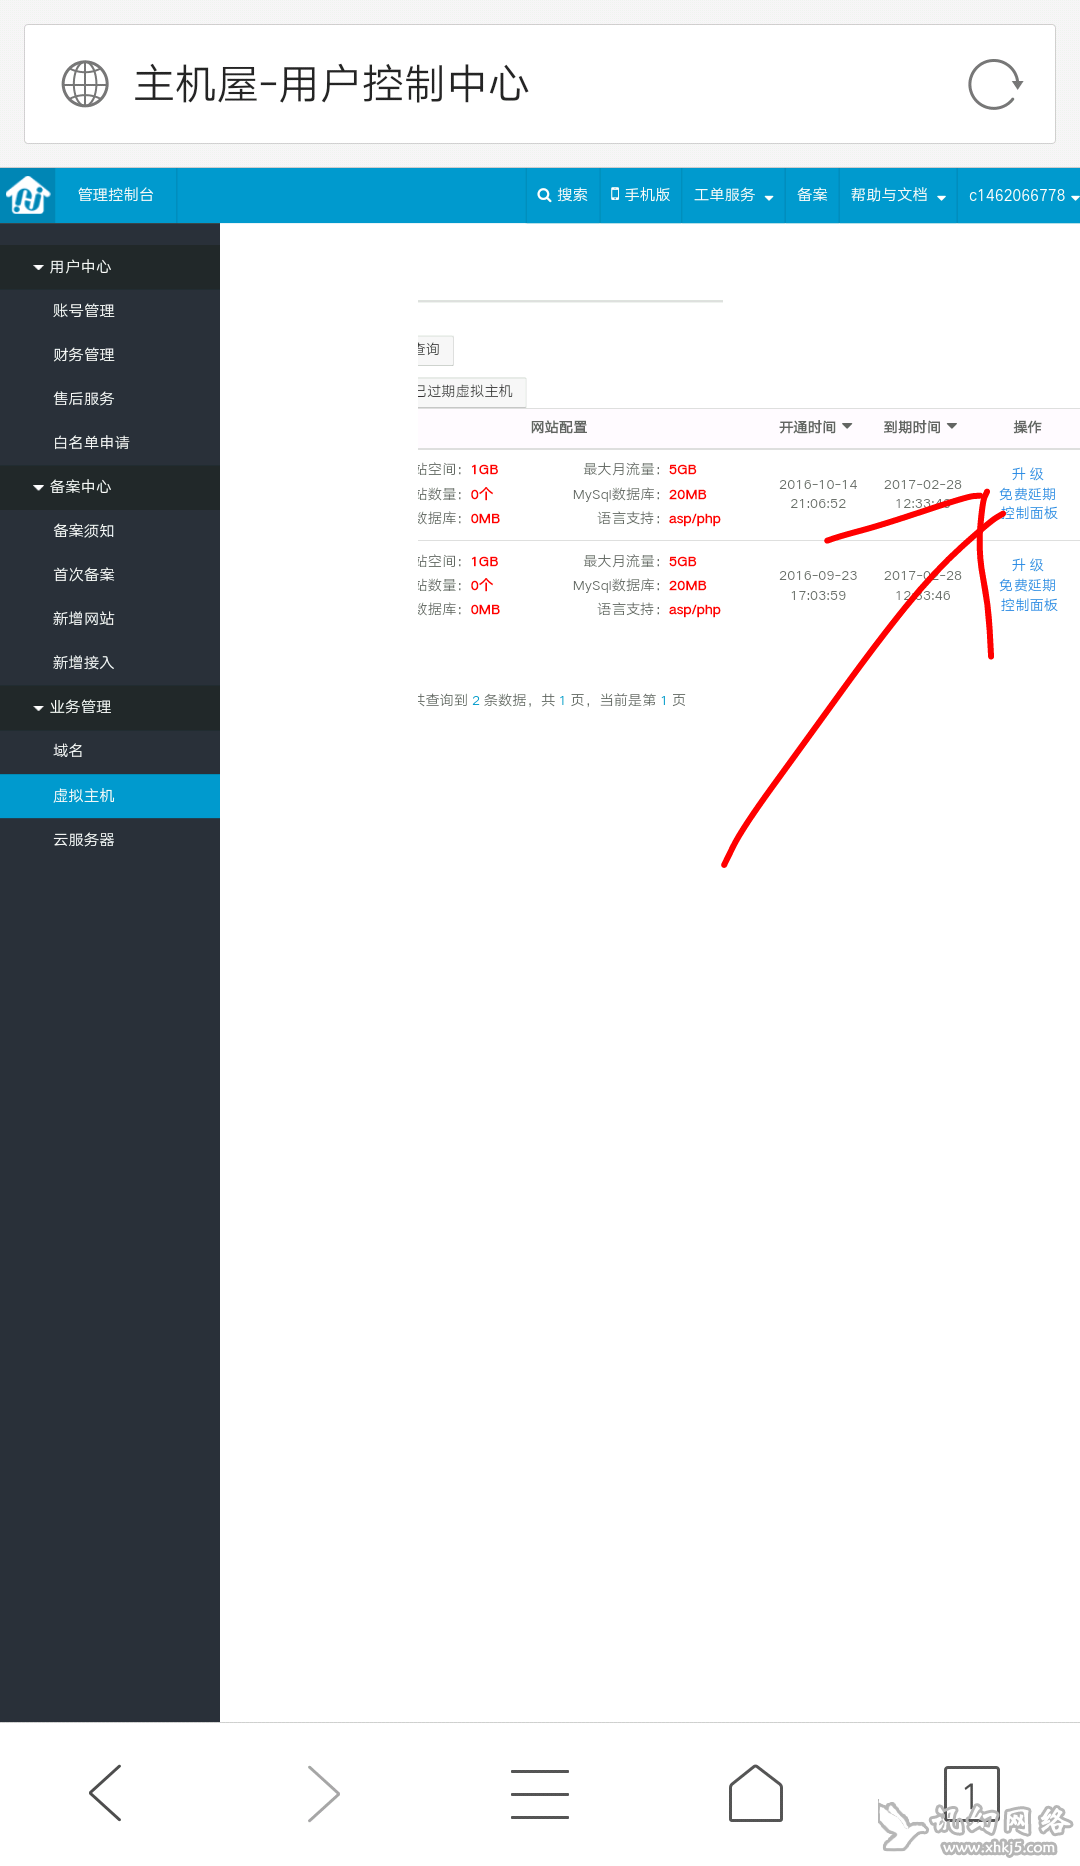 主机屋-用户控制中心
管理控制台 搜索 手机版 工单服务 备案 帮助与文档 c1462066778
用户中心
账号管理
财务管理
售后服务
白名单申请
备案中心
备案须知
首次备案
新增网站
新增接入
业务管理
域名
虚拟主机
云服务器
查询
已过期虚拟主机
网站配置 开通时间 到期时间 操作
站空间：1GB 最大月流量：5GB
站数量：0个 MySql数据库：20MB
数据库：0MB 语言支持：asp/php
2016-10-14
21:06:52
2017-02-28
12:33:46
升 级
免费延期
控制面板
站空间：1GB 最大月流量：5GB
站数量：0个 MySql数据库：20MB
数据库：0MB 语言支持：asp/php
2016-09-23
17:03:59
2017-02-28
12:33:46
升 级
免费延期
控制面板
共查询到 2 条数据，共 1 页，当前是第 1 页
1
讯幻网络
www.xhkj5.com